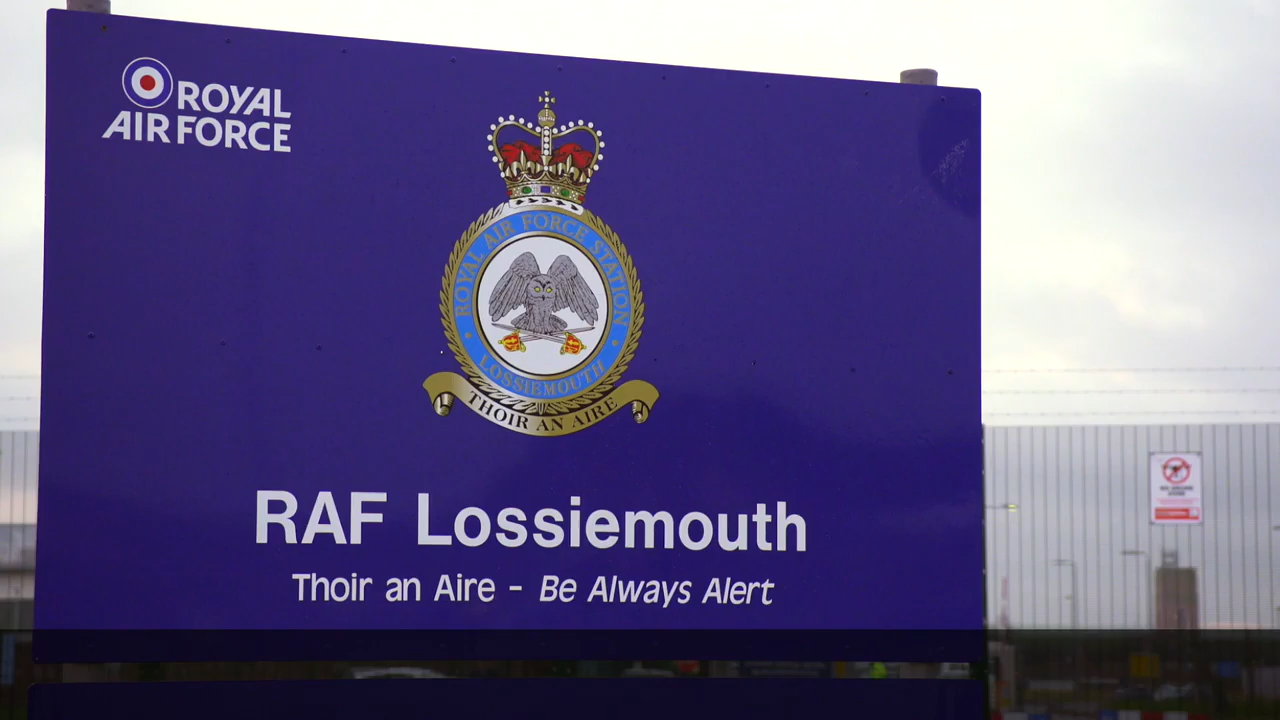 ROYAL
AIR FORCE
ROYAL AIR FORCE STATION
LOSSIEMOUTH
THOIR AN AIRE
RAF Lossiemouth
Thoir an Aire - Be Always Alert